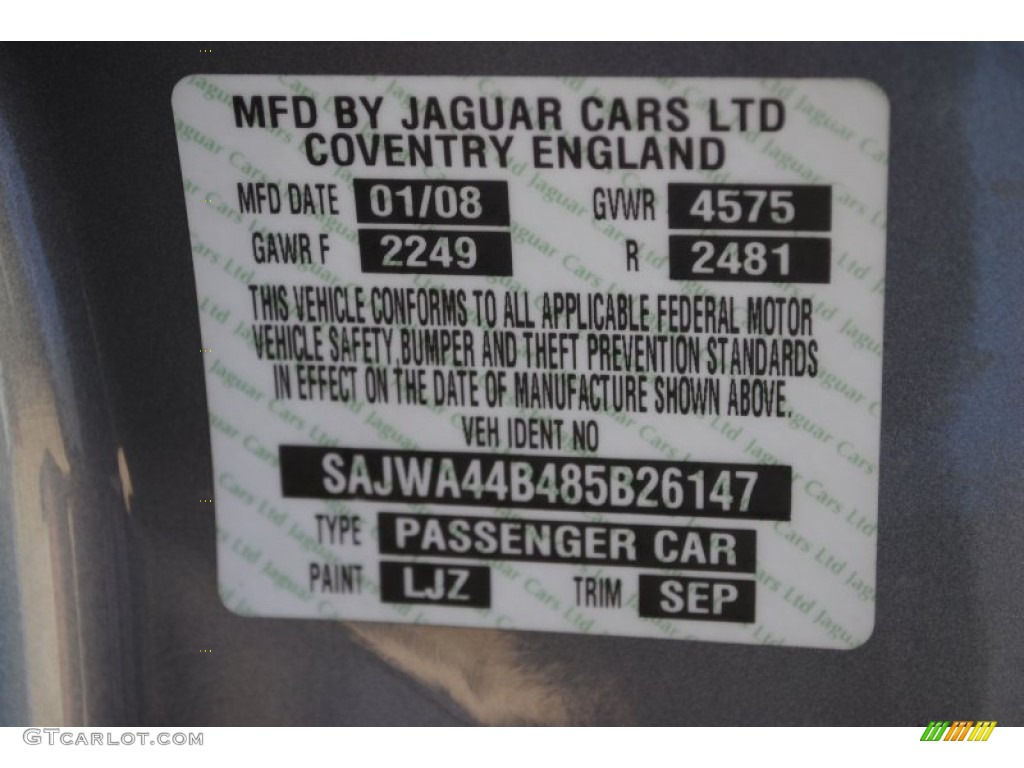 MFD BY JAGUAR CARS LTD
COVENTRY ENGLAND
MFD DATE 01/08 GVWR 4575
GAWR F 2249 R 2481
THIS VEHICLE CONFORMS TO ALL APPLICABLE FEDERAL MOTOR
VEHICLE SAFETY, BUMPER AND THEFT PREVENTION STANDARDS
IN EFFECT ON THE DATE OF MANUFACTURE SHOWN ABOVE.
VEH IDENT NO
SAJWA44B485B26147
TYPE PASSENGER CAR
PAINT LJZ TRIM SEP
GTCARLOT.COM